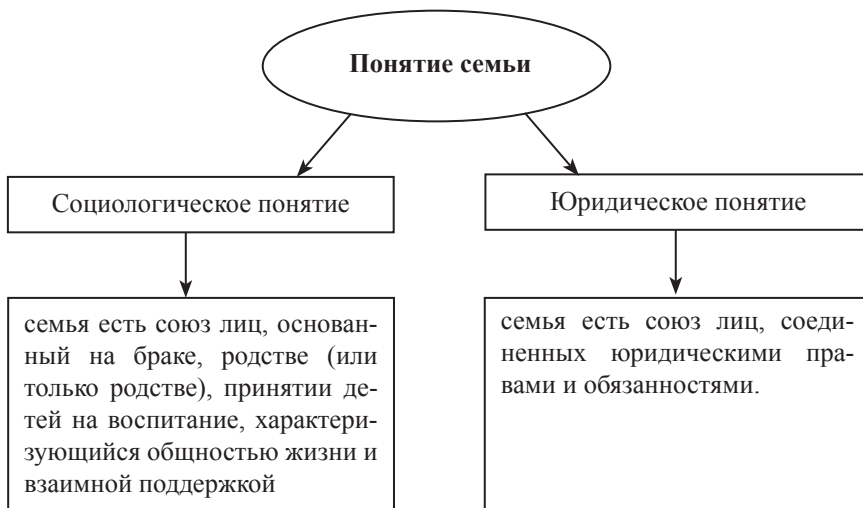 Понятие семьи
Социологическое понятие
Юридическое понятие
семья есть союз лиц, основан-
ный на браке, родстве (или
только родстве), принятии де-
тей на воспитание, характери-
зующийся общностью жизни и
взаимной поддержкой
семья есть союз лиц, соеди-
ненных юридическими пра-
вами и обязанностями.